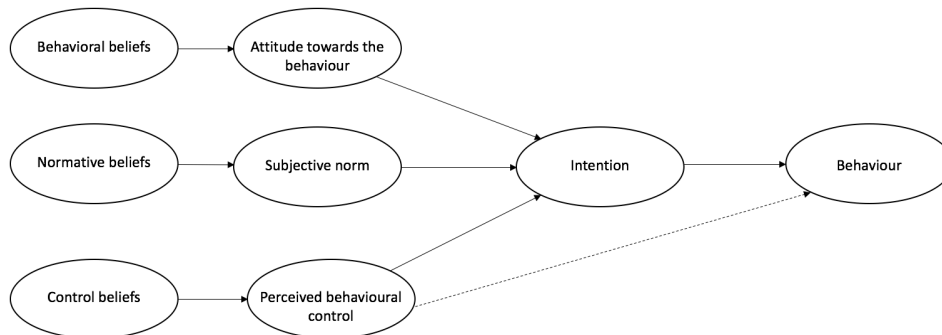 Behavioral beliefs
Attitude towards the
behaviour
Normative beliefs
Subjective norm
Intention
Behaviour
Control beliefs
Perceived behavioural
control